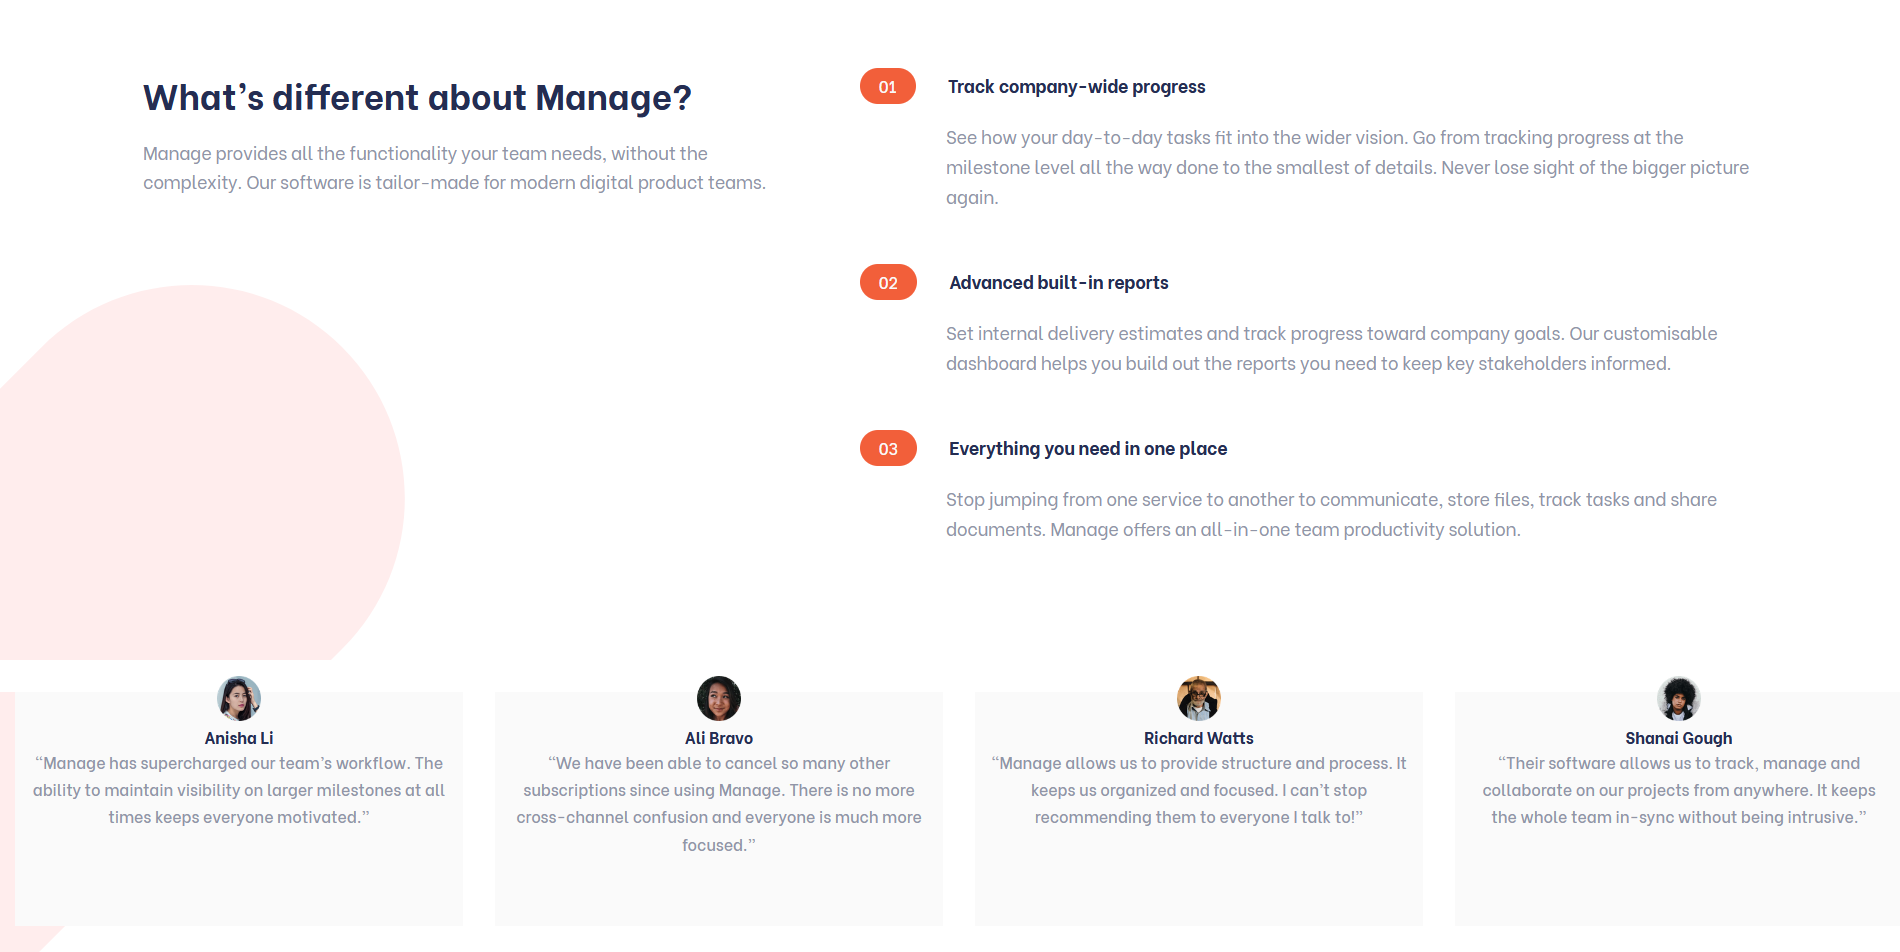 What’s different about Manage?
Manage provides all the functionality your team needs, without the
complexity. Our software is tailor-made for modern digital product teams.
01 Track company-wide progress
See how your day-to-day tasks fit into the wider vision. Go from tracking progress at the
milestone level all the way done to the smallest of details. Never lose sight of the bigger picture
again.
02 Advanced built-in reports
Set internal delivery estimates and track progress toward company goals. Our customisable
dashboard helps you build out the reports you need to keep key stakeholders informed.
03 Everything you need in one place
Stop jumping from one service to another to communicate, store files, track tasks and share
documents. Manage offers an all-in-one team productivity solution.
Anisha Li
“Manage has supercharged our team’s workflow. The
ability to maintain visibility on larger milestones at all
times keeps everyone motivated.”
Ali Bravo
“We have been able to cancel so many other
subscriptions since using Manage. There is no more
cross-channel confusion and everyone is much more
focused.”
Richard Watts
“Manage allows us to provide structure and process. It
keeps us organized and focused. I can’t stop
recommending them to everyone I talk to!”
Shanai Gough
“Their software allows us to track, manage and
collaborate on our projects from anywhere. It keeps
the whole team in-sync without being intrusive.”